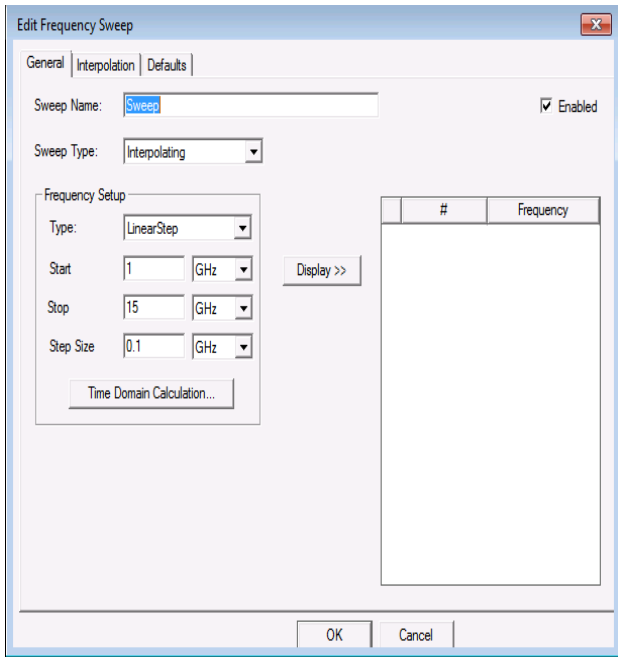 Edit Frequency Sweep
General Interpolation Defaults
Sweep Name: Sweep Enabled
Sweep Type: Interpolating
Frequency Setup
Type: LinearStep
Start 1 GHz
Stop 15 GHz
Step Size 0.1 GHz
Time Domain Calculation...
Display >>
# Frequency
OK Cancel